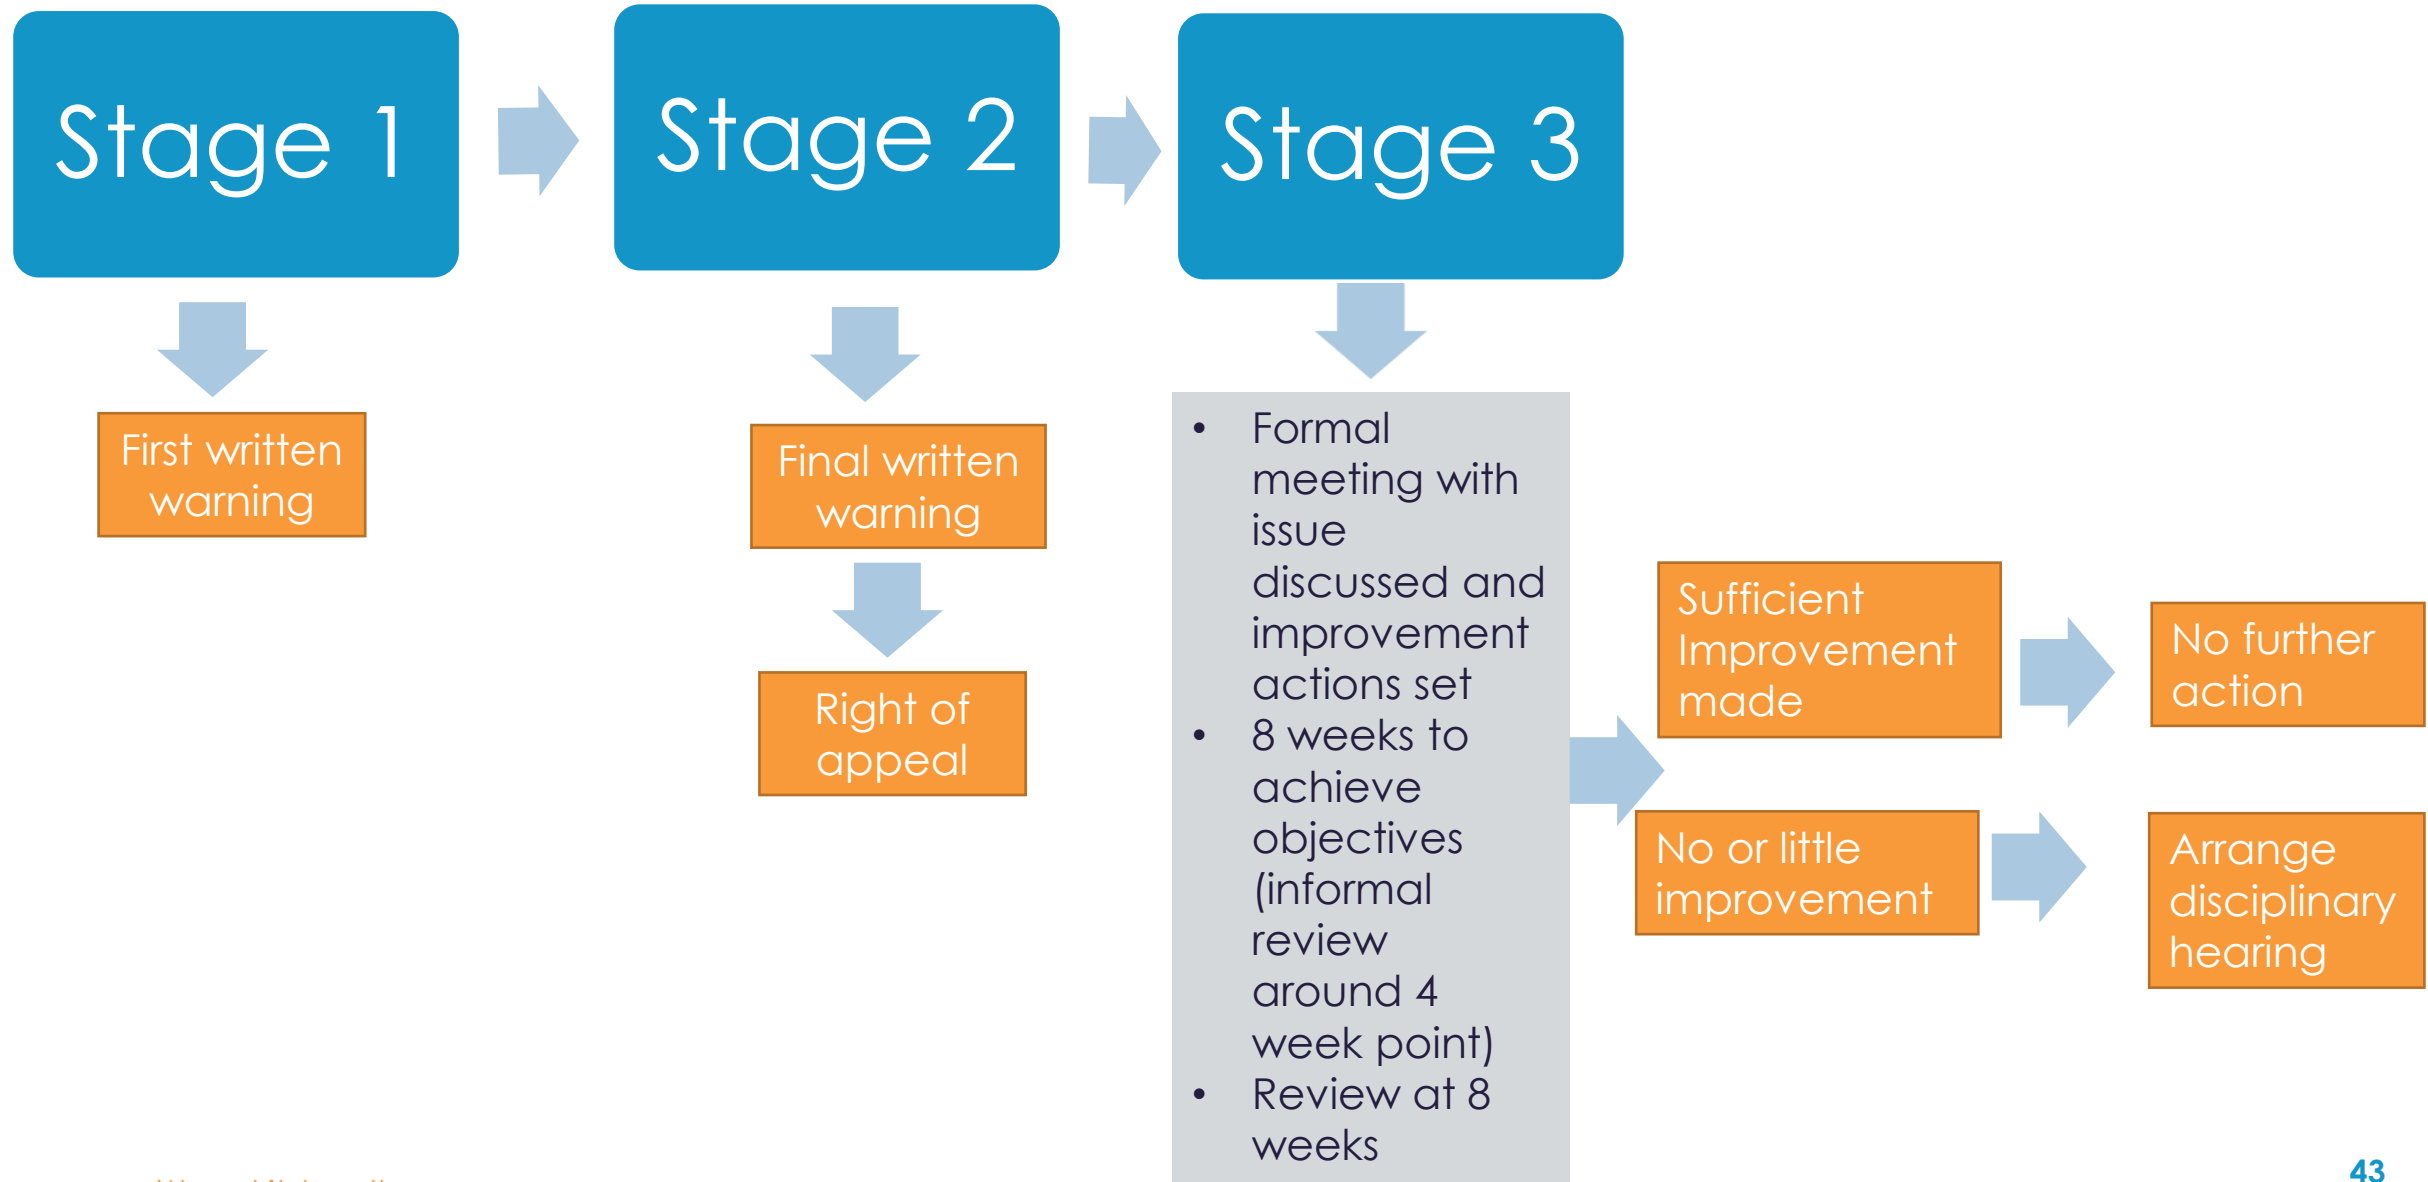 Stage 1
Stage 2
Stage 3
First written
warning
Final written
warning
Right of
appeal
• Formal
meeting with
issue
discussed and
improvement
actions set
• 8 weeks to
achieve
objectives
(informal
review
around 4
week point)
• Review at 8
weeks
Sufficient
Improvement
made
No further
action
No or little
improvement
Arrange
disciplinary
hearing
43